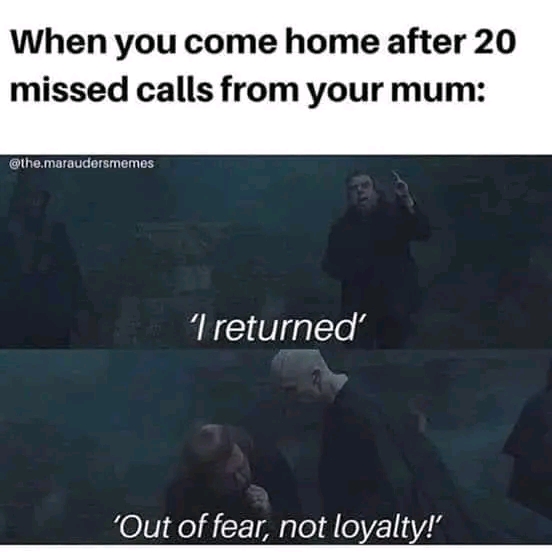 When you come home after 20
missed calls from your mum:
@the.maraudersmemes
'I returned'
'Out of fear, not loyalty!'